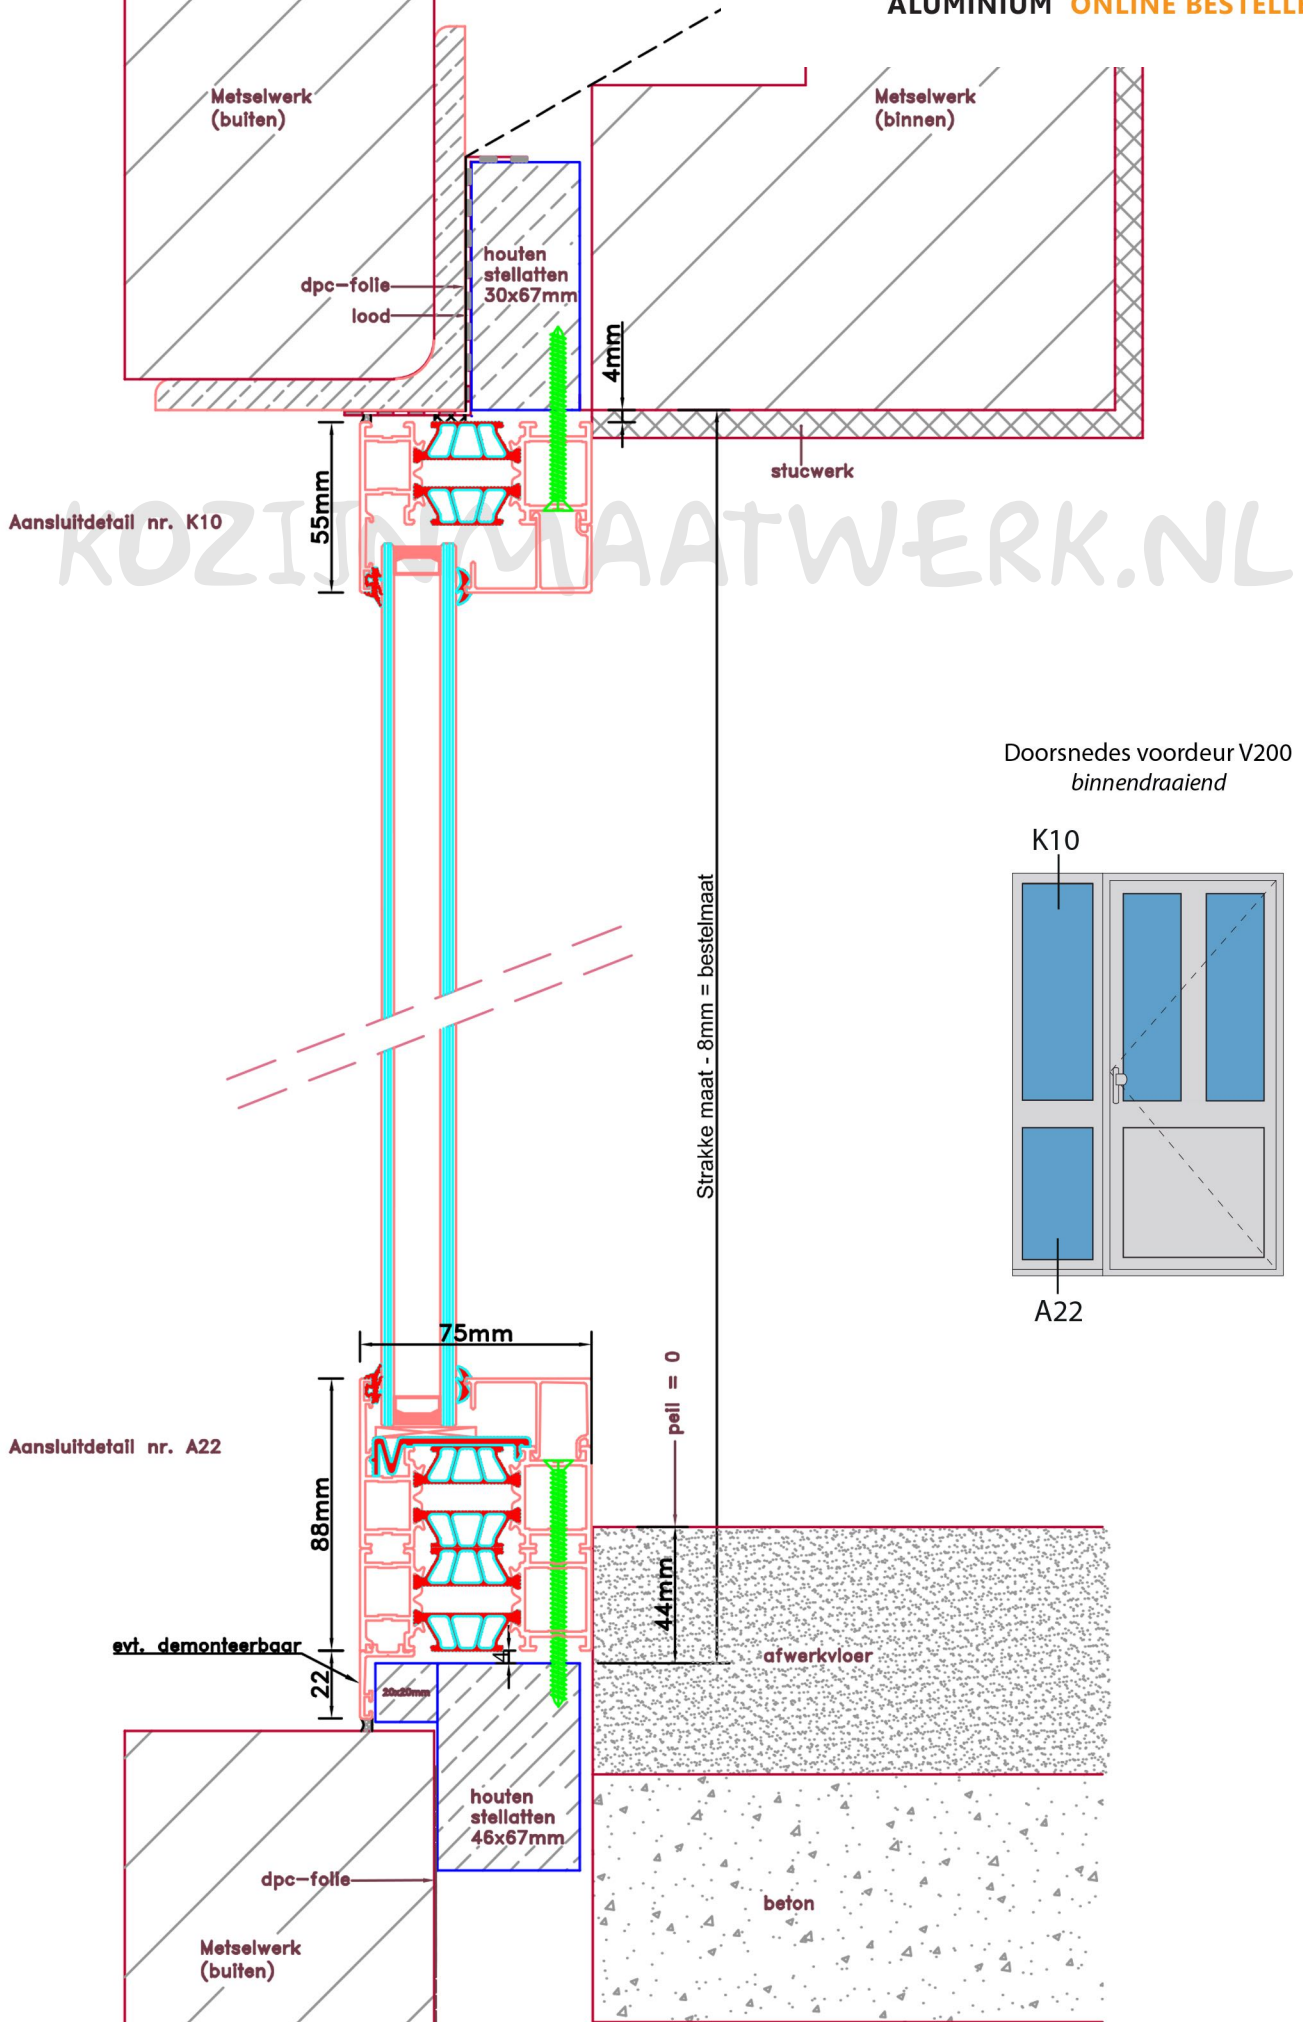 ALUMINIUM ONLINE
Metselwerk
(buiten)
Metselwerk
(binnen)
houten
stellatten
30x67mm
dpc-folie
lood
4mm
stucwerk
55mm
Aansluitdetail nr. K10
KOZIJNMAATWERK.NL
Doorsnedes voordeur V200
binnendraaiend
K10
Strakke maat - 8mm = bestelmaat
A22
75mm
peil = 0
Aansluitdetail nr. A22
88mm
44mm
evt. demonteerbaar
4
afwerkvloer
22
20x20mm
houten
stellatten
46x67mm
dpc-folie
beton
Metselwerk
(buiten)